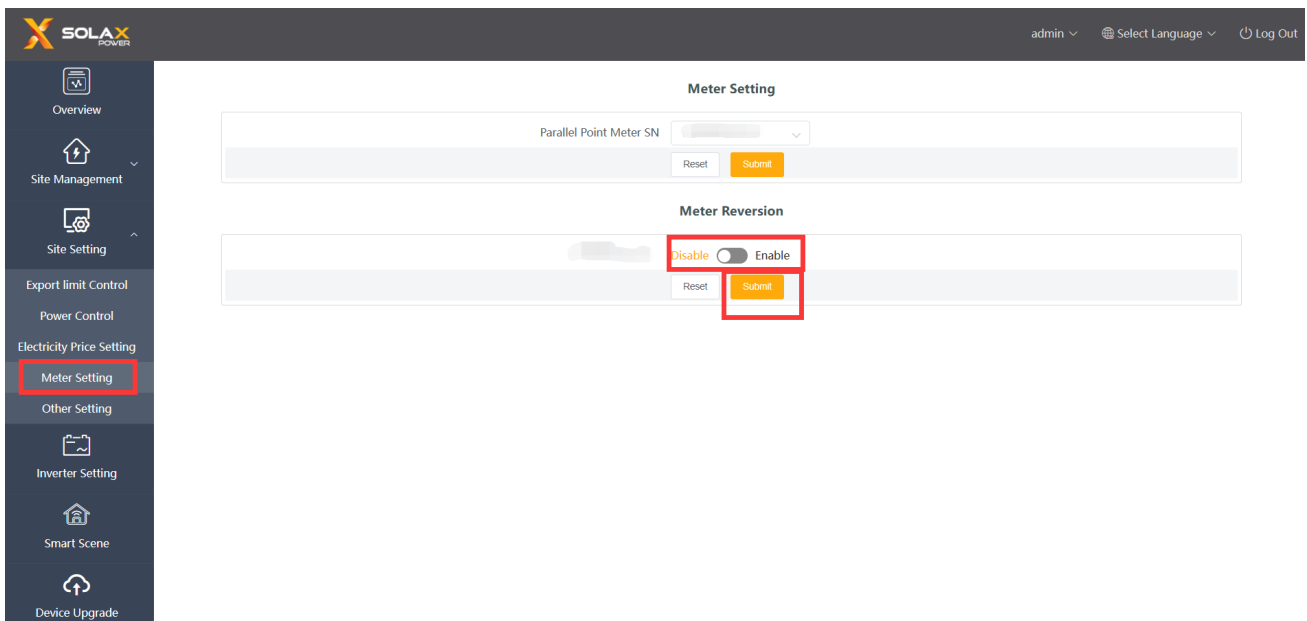 SOLAX
POWER
admin
Select Language
Log Out
Overview
Site Management
Site Setting
Export limit Control
Power Control
Electricity Price Setting
Meter Setting
Other Setting
Inverter Setting
Smart Scene
Device Upgrade
Meter Setting
Parallel Point Meter SN
Reset Submit
Meter Reversion
Disable Enable
Reset Submit